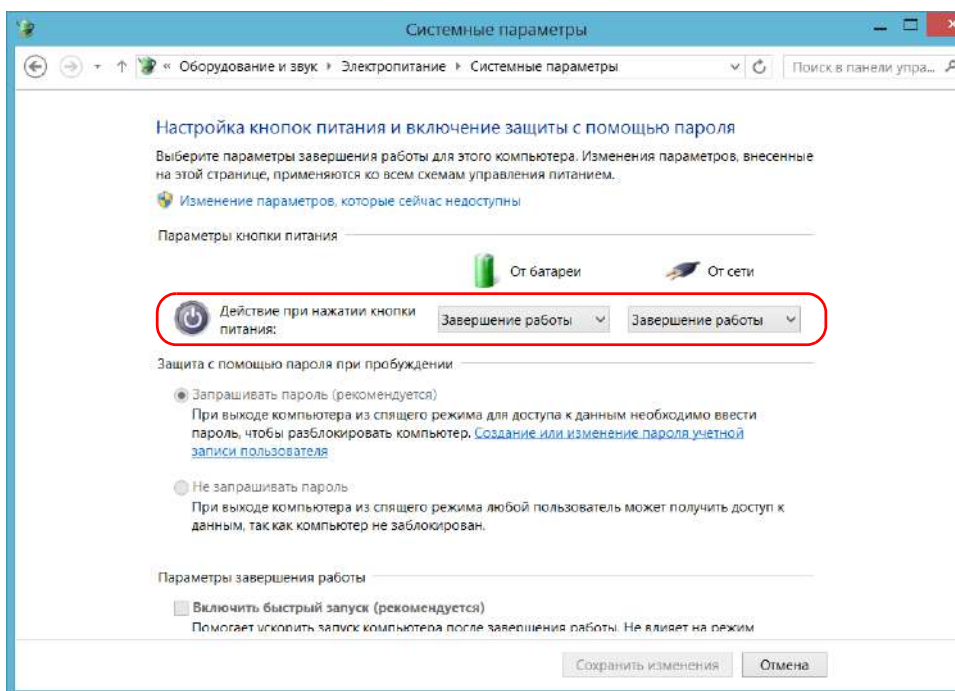 Системные параметры
« Оборудование и звук ▸ Электропитание ▸ Системные параметры
Поиск в панели упра...
Настройка кнопок питания и включение защиты с помощью пароля
Выберите параметры завершения работы для этого компьютера. Изменения параметров, внесенные
на этой странице, применяются ко всем схемам управления питанием.
Изменение параметров, которые сейчас недоступны
Параметры кнопки питания
От батареи От сети
Действие при нажатии кнопки
питания:
Завершение работы Завершение работы
Защита с помощью пароля при пробуждении
Запрашивать пароль (рекомендуется)
При выходе компьютера из спящего режима для доступа к данным необходимо ввести
пароль, чтобы разблокировать компьютер. Создание или изменение пароля учетной
записи пользователя
Не запрашивать пароль
При выходе компьютера из спящего режима любой пользователь может получить доступ к
данным, так как компьютер не заблокирован.
Параметры завершения работы
Включить быстрый запуск (рекомендуется)
Помогает ускорить запуск компьютера после завершения работы. Не влияет на режим
Сохранить изменения Отмена